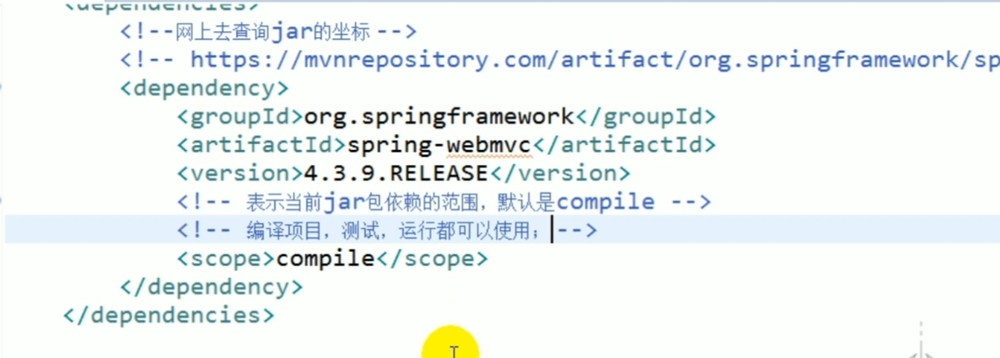 <dependencies>
<!--网上去查询jar的坐标 -->
<!-- https://mvnrepository.com/artifact/org.springframework/sp
<dependency>
<groupId>org.springframework</groupId>
<artifactId>spring-webmvc</artifactId>
<version>4.3.9.RELEASE</version>
<!-- 表示当前jar包依赖的范围，默认是compile -->
<!-- 编译项目，测试，运行都可以使用；-->
<scope>compile</scope>
</dependency>
</dependencies>